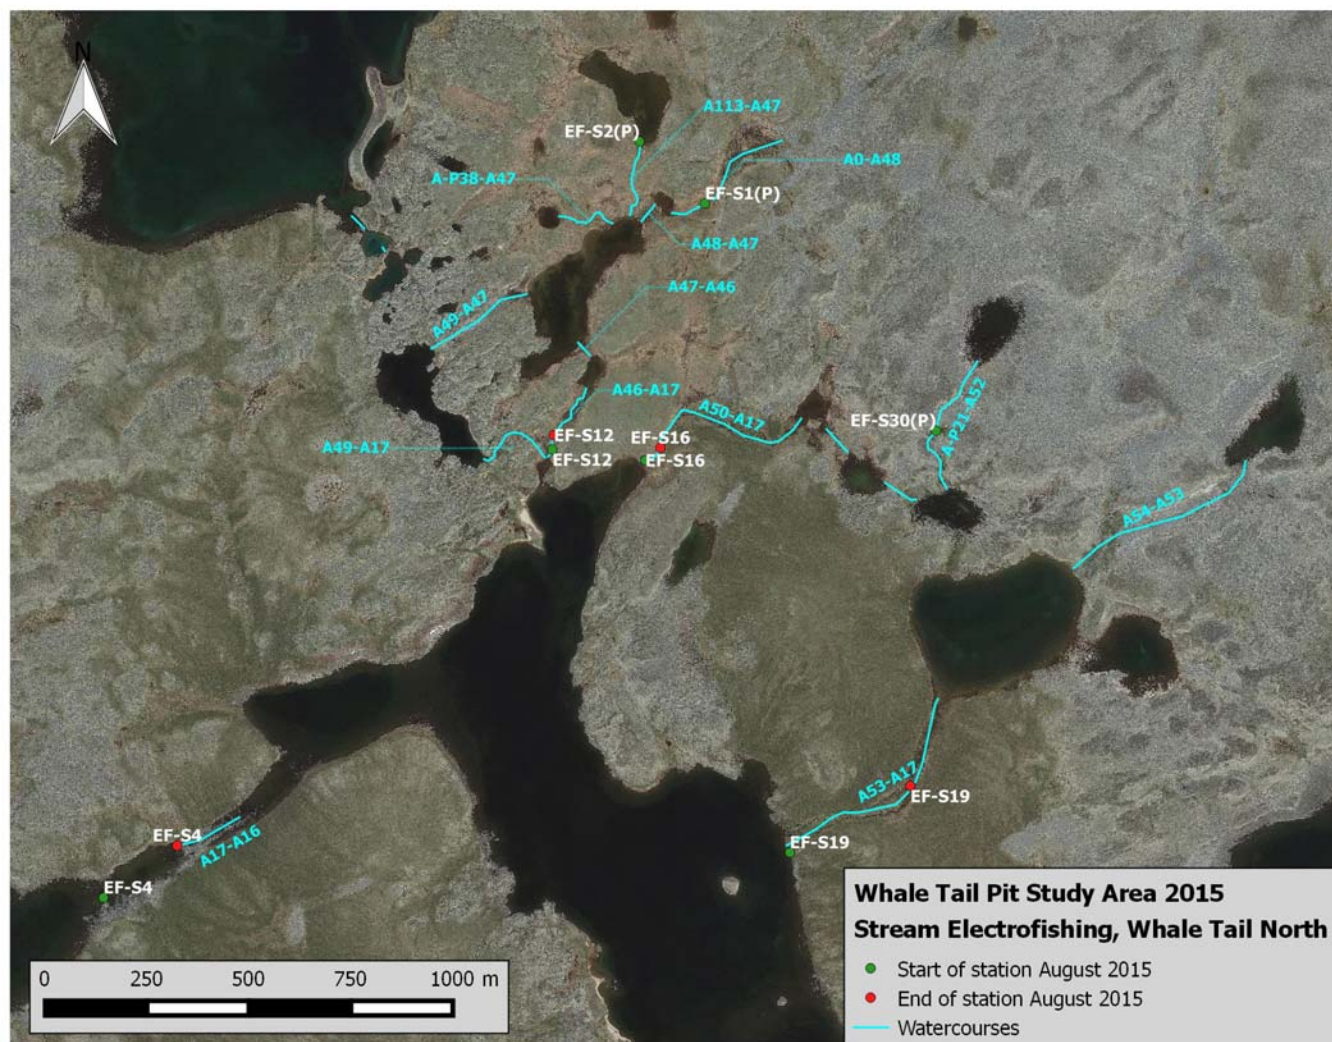 N
A113-A47
EF-S2(P)
A0-A48
A-P38-A47
EF-S1(P)
A48-A47
A47-A46
A49-A47
A46-A17
A50-A17
A-P21-A52
EF-S30(P)
EF-S12
EF-S16
A49-A17
EF-S12
EF-S16
A54-A53
A53-A17
EF-S19
EF-S4
A17-A16
EF-S19
EF-S4
Whale Tail Pit Study Area 2015
Stream Electrofishing, Whale Tail North
Start of station August 2015
End of station August 2015
Watercourses
0 250 500 750 1000 m